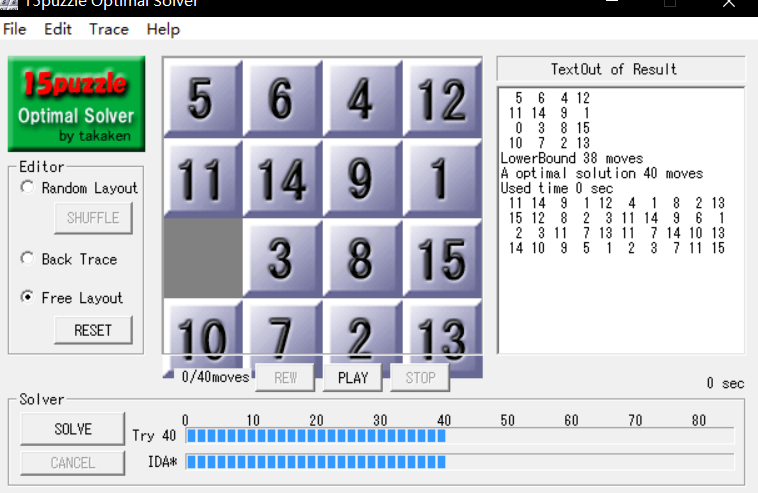 15puzzle Optimal Solver
File Edit Trace Help
15puzzle
Optimal Solver
by takaken
Editor
Random Layout
SHUFFLE
Back Trace
Free Layout
RESET
5 6 4 12
11 14 9 1
3 8 15
10 7 2 13
0/40moves REW PLAY STOP
TextOut of Result
5 6 4 12
11 14 9 1
0 3 8 15
10 7 2 13
LowerBound 38 moves
A optimal solution 40 moves
Used time 0 sec
11 14 9 1 12 4 1 8 2 13
15 12 8 2 3 11 14 9 6 1
2 3 11 7 13 11 7 14 10 13
14 10 9 5 1 2 3 7 11 15
0 sec
Solver
SOLVE
CANCEL
0 10 20 30 40 50 60 70 80
Try 40
IDA*